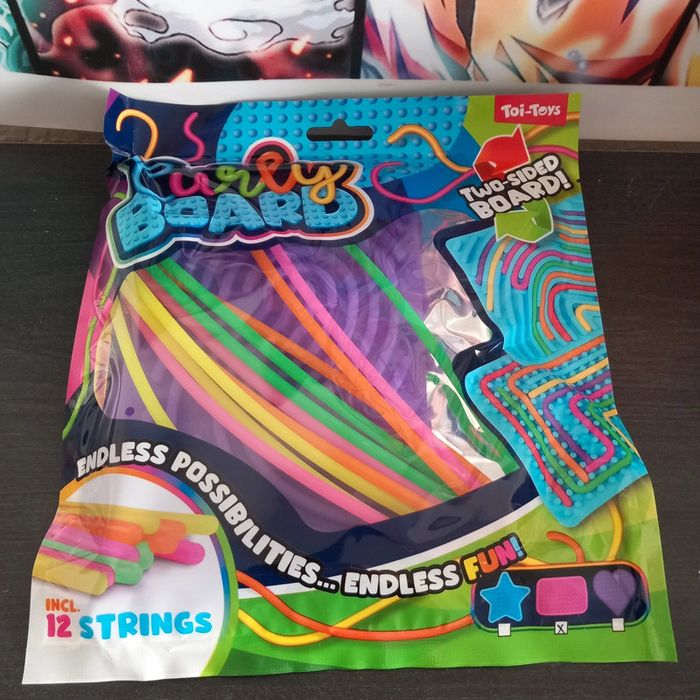 Toi-Toys
Curly
BOARD
TWO-SIDED
BOARD!
ENDLESS POSSIBILITIES... ENDLESS FUN!
INCL.
12 STRINGS
X